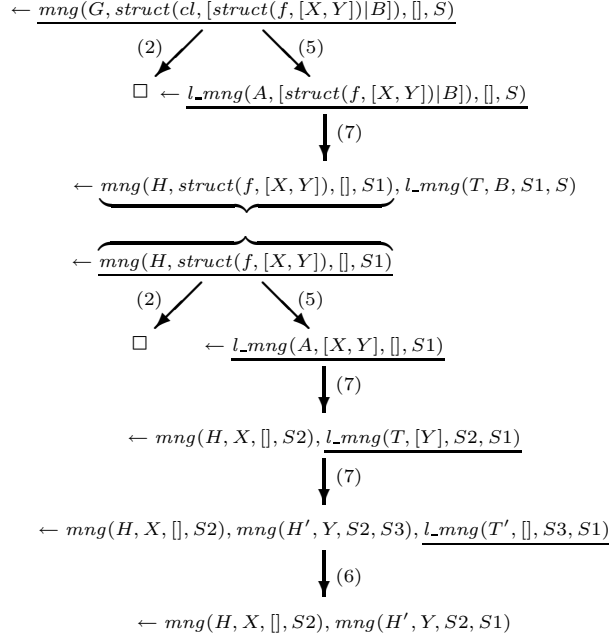 ← mng(G, struct(cl, [struct(f, [X, Y])|B]), [], S)
(2) (5)
□ ← l_mng(A, [struct(f, [X, Y])|B]), [], S)
(7)
← mng(H, struct(f, [X, Y]), [], S1), l_mng(T, B, S1, S)
← mng(H, struct(f, [X, Y]), [], S1)
(2) (5)
□ ← l_mng(A, [X, Y], [], S1)
(7)
← mng(H, X, [], S2), l_mng(T, [Y], S2, S1)
(7)
← mng(H, X, [], S2), mng(H′, Y, S2, S3), l_mng(T′, [], S3, S1)
(6)
← mng(H, X, [], S2), mng(H′, Y, S2, S1)